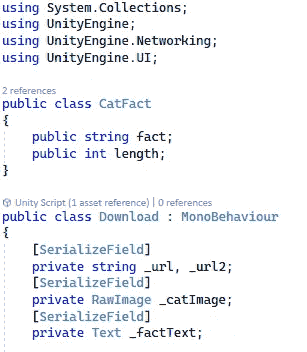 using System.Collections;
using UnityEngine;
using UnityEngine.Networking;
using UnityEngine.UI;
2 references
public class CatFact
{
public string fact;
public int length;
}
Unity Script (1 asset reference) | 0 references
public class Download : MonoBehaviour
{
[SerializeField]
private string _url, _url2;
[SerializeField]
private RawImage _catImage;
[SerializeField]
private Text _factText;